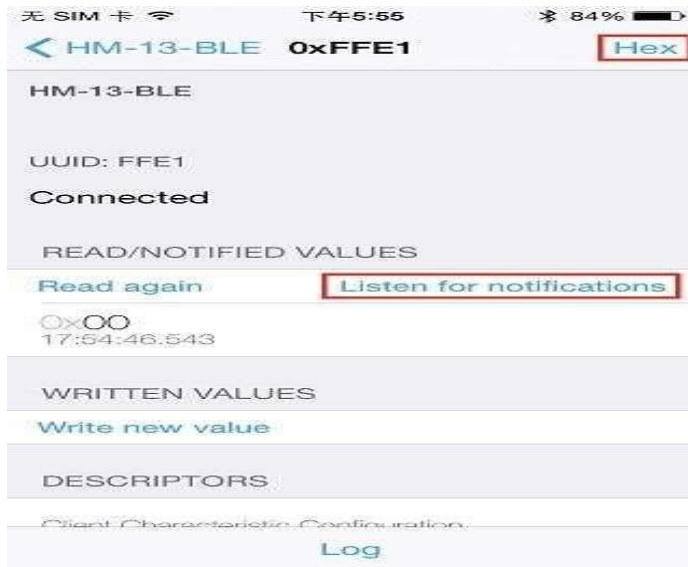 无 SIM 卡 下午5:55 84%
HM-13-BLE 0xFFE1 Hex
HM-13-BLE
UUID: FFE1
Connected
READ/NOTIFIED VALUES
Read again Listen for notifications
0x00
17:54:46.543
WRITTEN VALUES
Write new value
DESCRIPTORS
Client Characteristic Configuration
Log